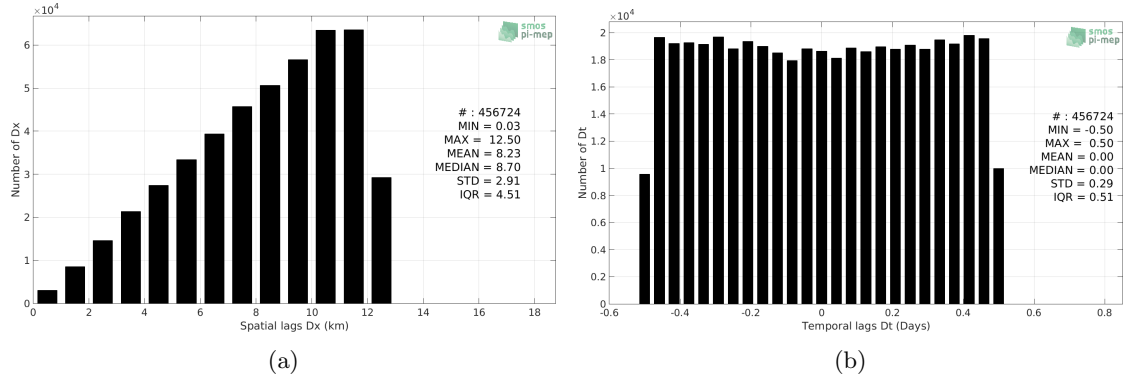 ×10⁴
smos
pi-mep
6
5
4
3
2
1
0
Number of Dx
# : 456724
MIN = 0.03
MAX = 12.50
MEAN = 8.23
MEDIAN = 8.70
STD = 2.91
IQR = 4.51
0 2 4 6 8 10 12 14 16 18
Spatial lags Dx (km)
(a)
×10⁴
smos
pi-mep
2
1.8
1.6
1.4
1.2
1
0.8
0.6
0.4
0.2
0
Number of Dt
# : 456724
MIN = -0.50
MAX = 0.50
MEAN = 0.00
MEDIAN = 0.00
STD = 0.29
IQR = 0.51
-0.6 -0.4 -0.2 0 0.2 0.4 0.6 0.8
Temporal lags Dt (Days)
(b)